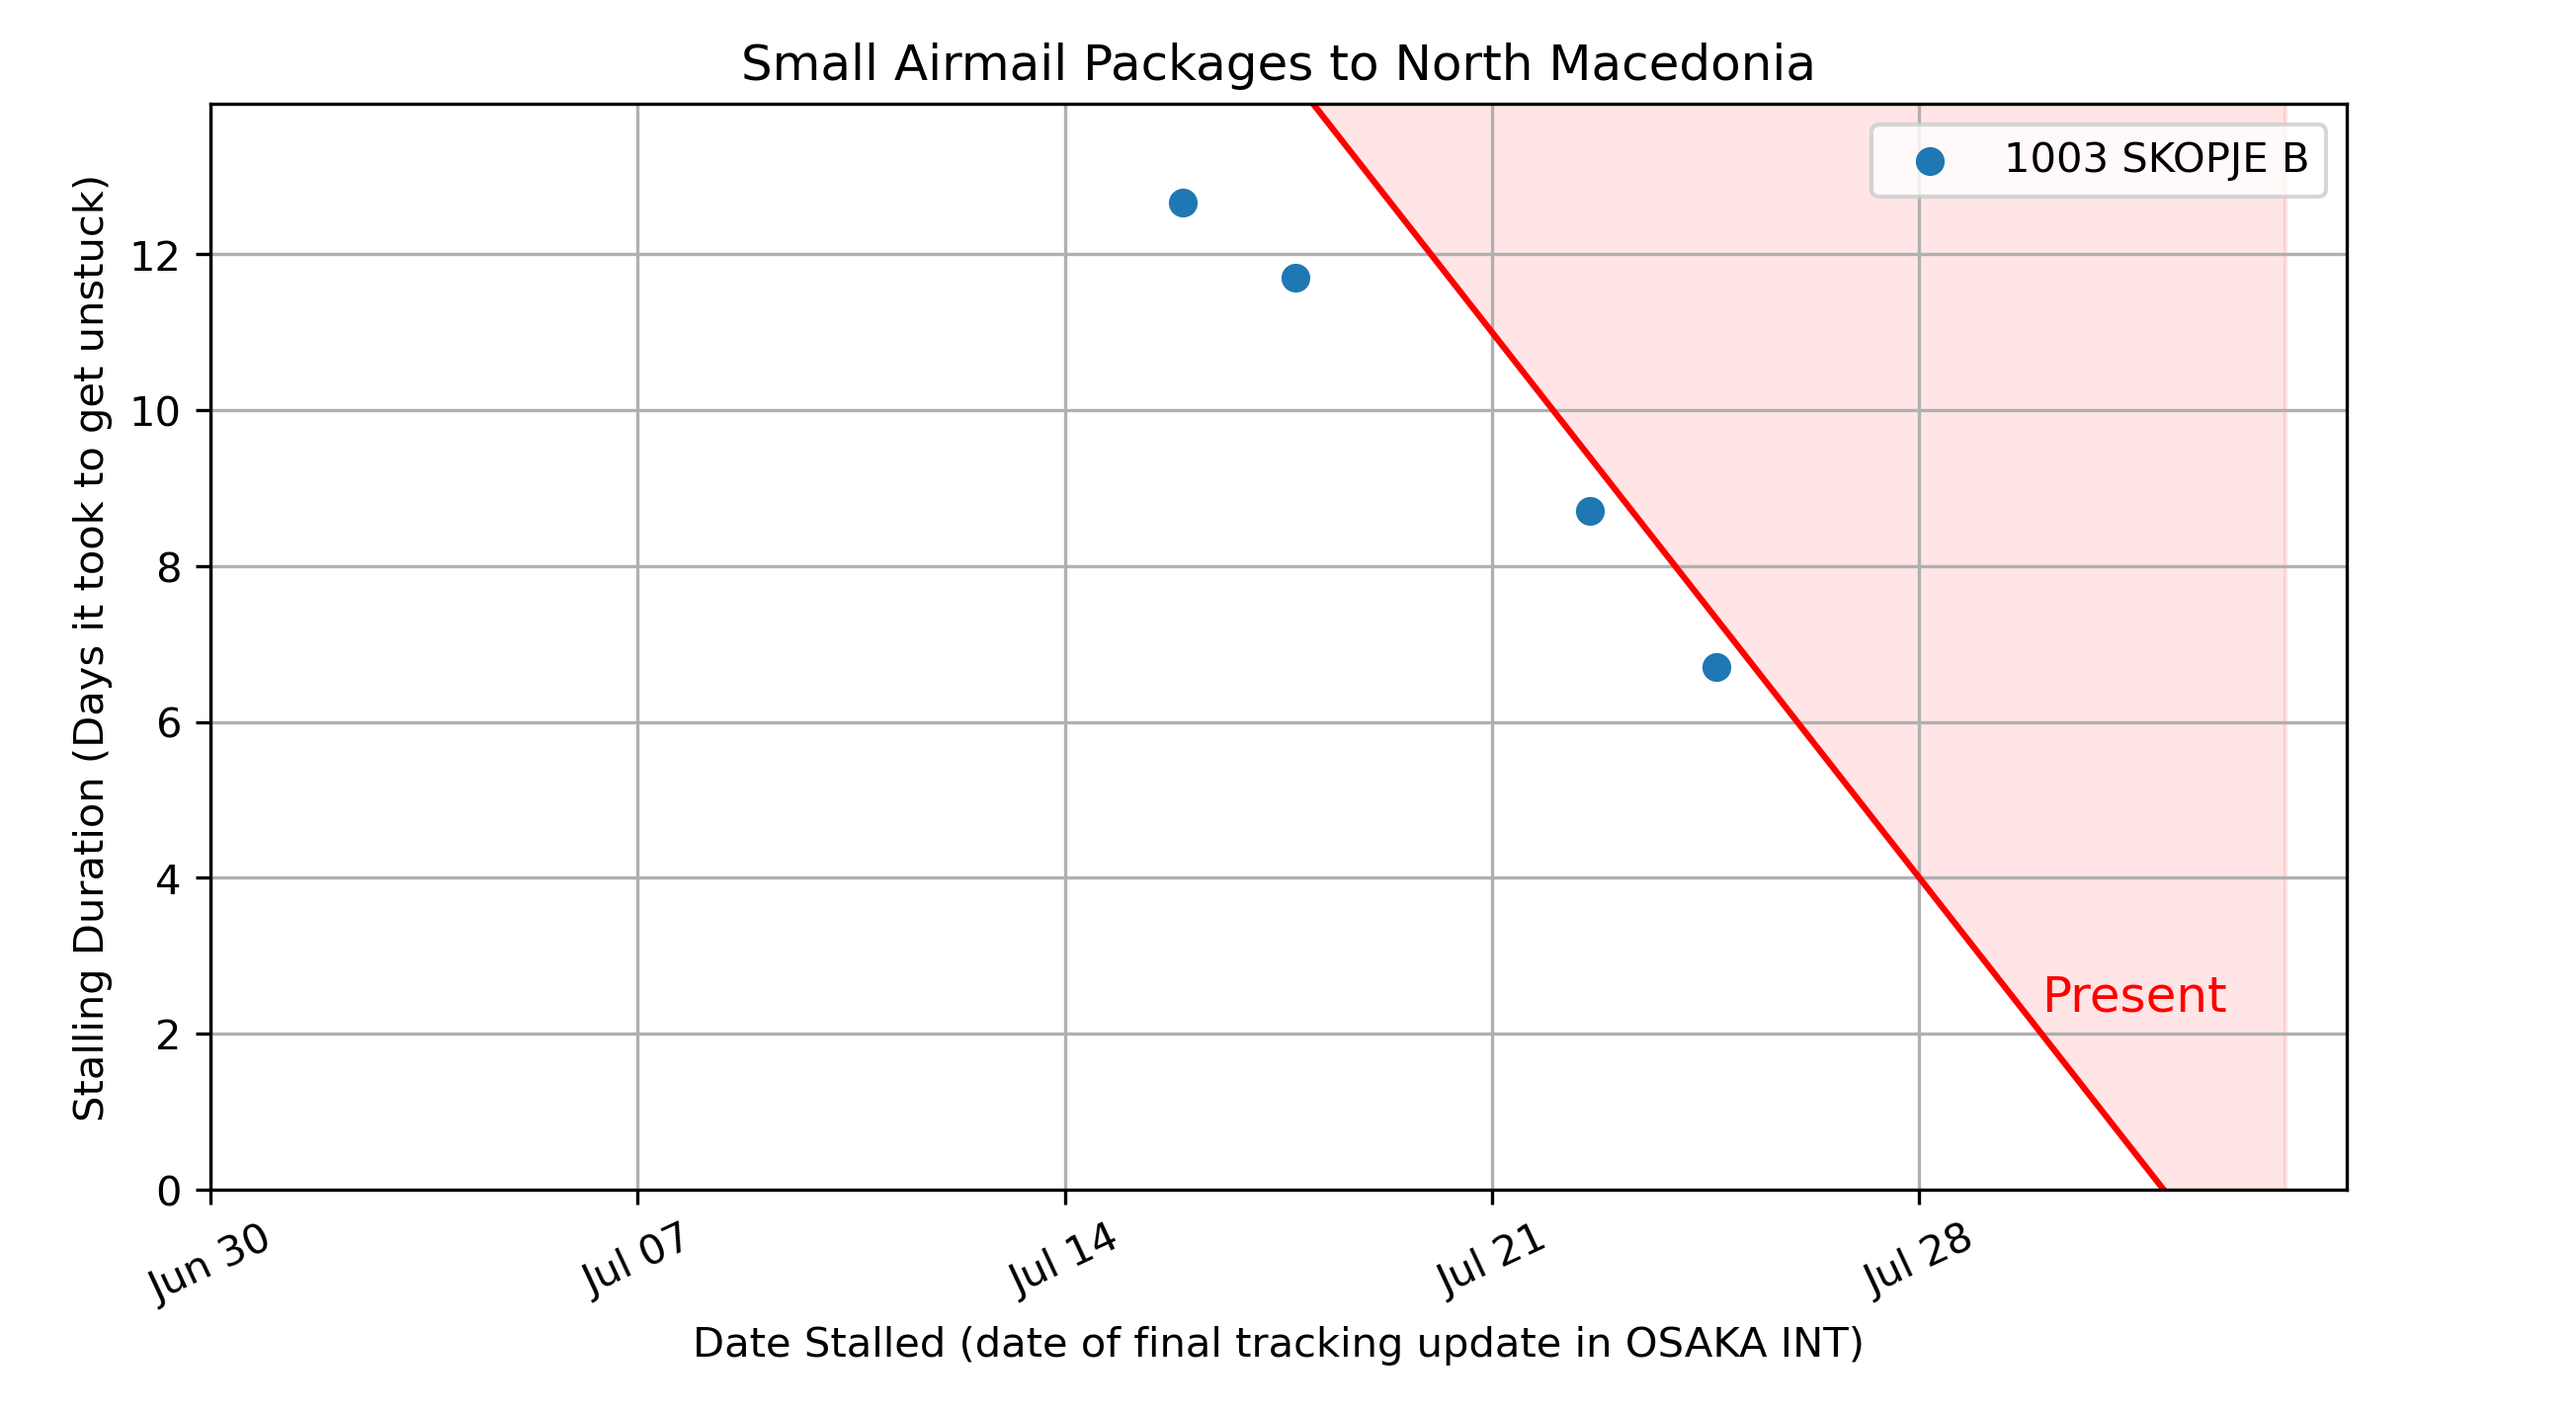 Small Airmail Packages to North Macedonia
1003 SKOPJE B
Stalling Duration (Days it took to get unstuck)
12
10
8
6
4
2
0
Present
Jun 30
Jul 07
Jul 14
Jul 21
Jul 28
Date Stalled (date of final tracking update in OSAKA INT)